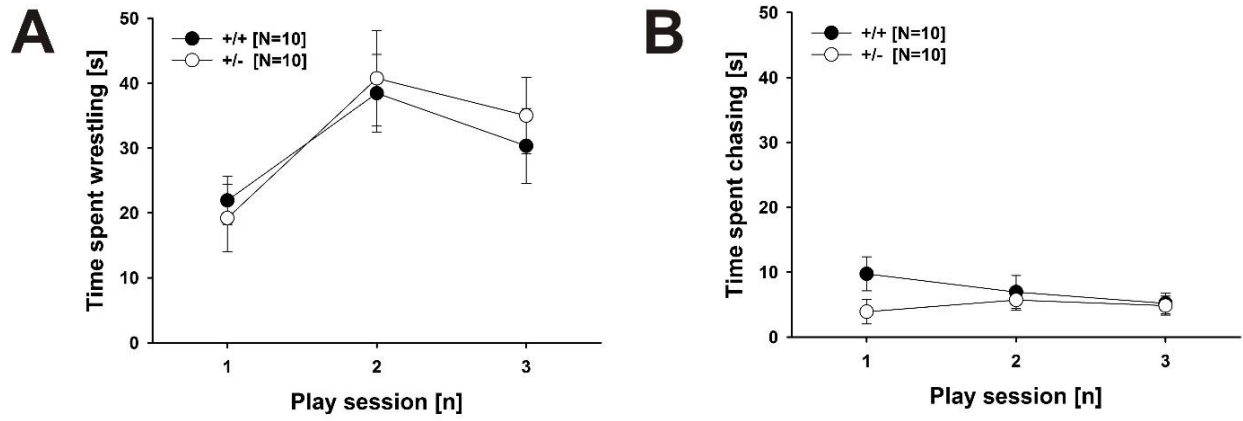 A
Time spent wrestling [s]
50
40
30
20
10
0
+/+ [N=10]
+/- [N=10]
1 2 3
Play session [n]
B
Time spent chasing [s]
50
40
30
20
10
0
+/+ [N=10]
+/- [N=10]
1 2 3
Play session [n]